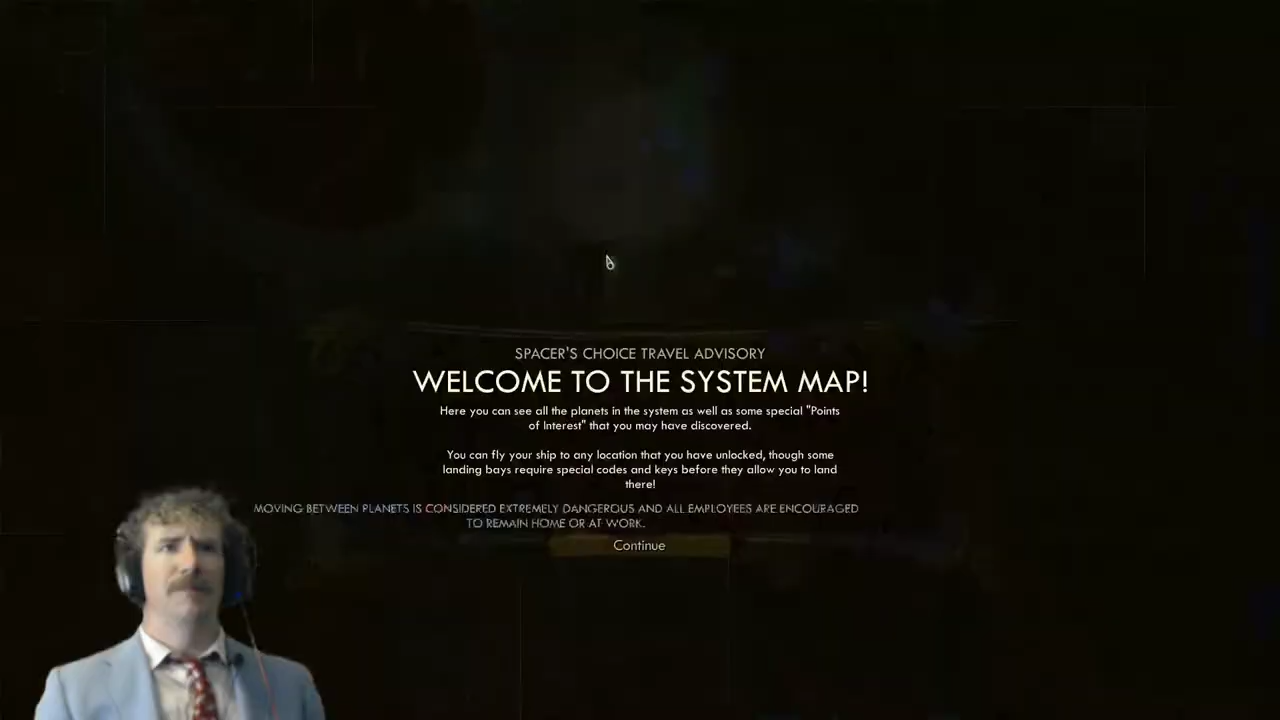 SPACER'S CHOICE TRAVEL ADVISORY
WELCOME TO THE SYSTEM MAP!
Here you can see all the planets in the system as well as some special "Points
of Interest" that you may have discovered.
You can fly your ship to any location that you have unlocked, though some
landing bays require special codes and keys before they allow you to land
there!
MOVING BETWEEN PLANETS IS CONSIDERED EXTREMELY DANGEROUS AND ALL EMPLOYEES ARE ENCOURAGED
TO REMAIN HOME OR AT WORK.
Continue